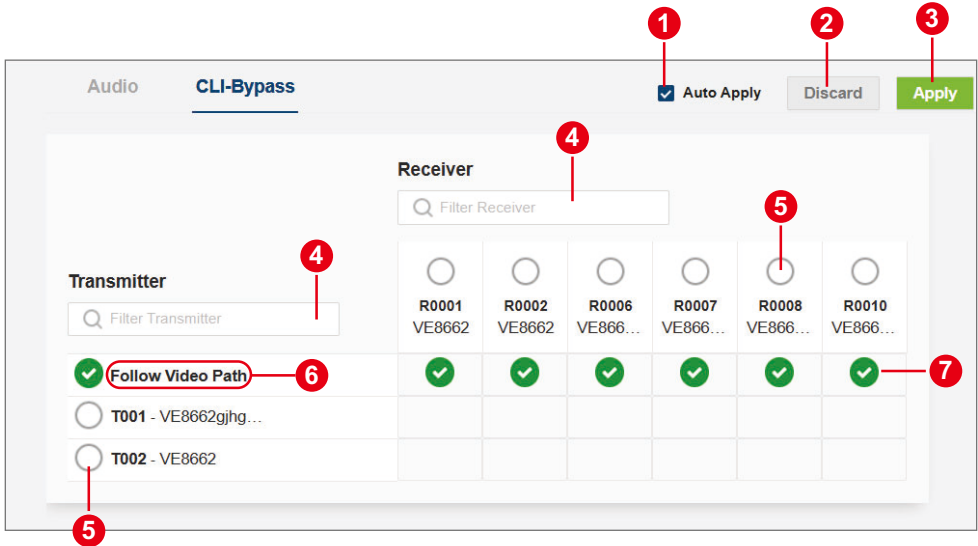 1 2 3
Audio CLI-Bypass Auto Apply Discard Apply
4
Receiver
Filter Receiver
5
4
Transmitter
Filter Transmitter
R0001 R0002 R0006 R0007 R0008 R0010
VE8662 VE8662 VE866... VE866... VE866... VE866...
Follow Video Path 6 7
T001 - VE8662gjhg...
T002 - VE8662
5